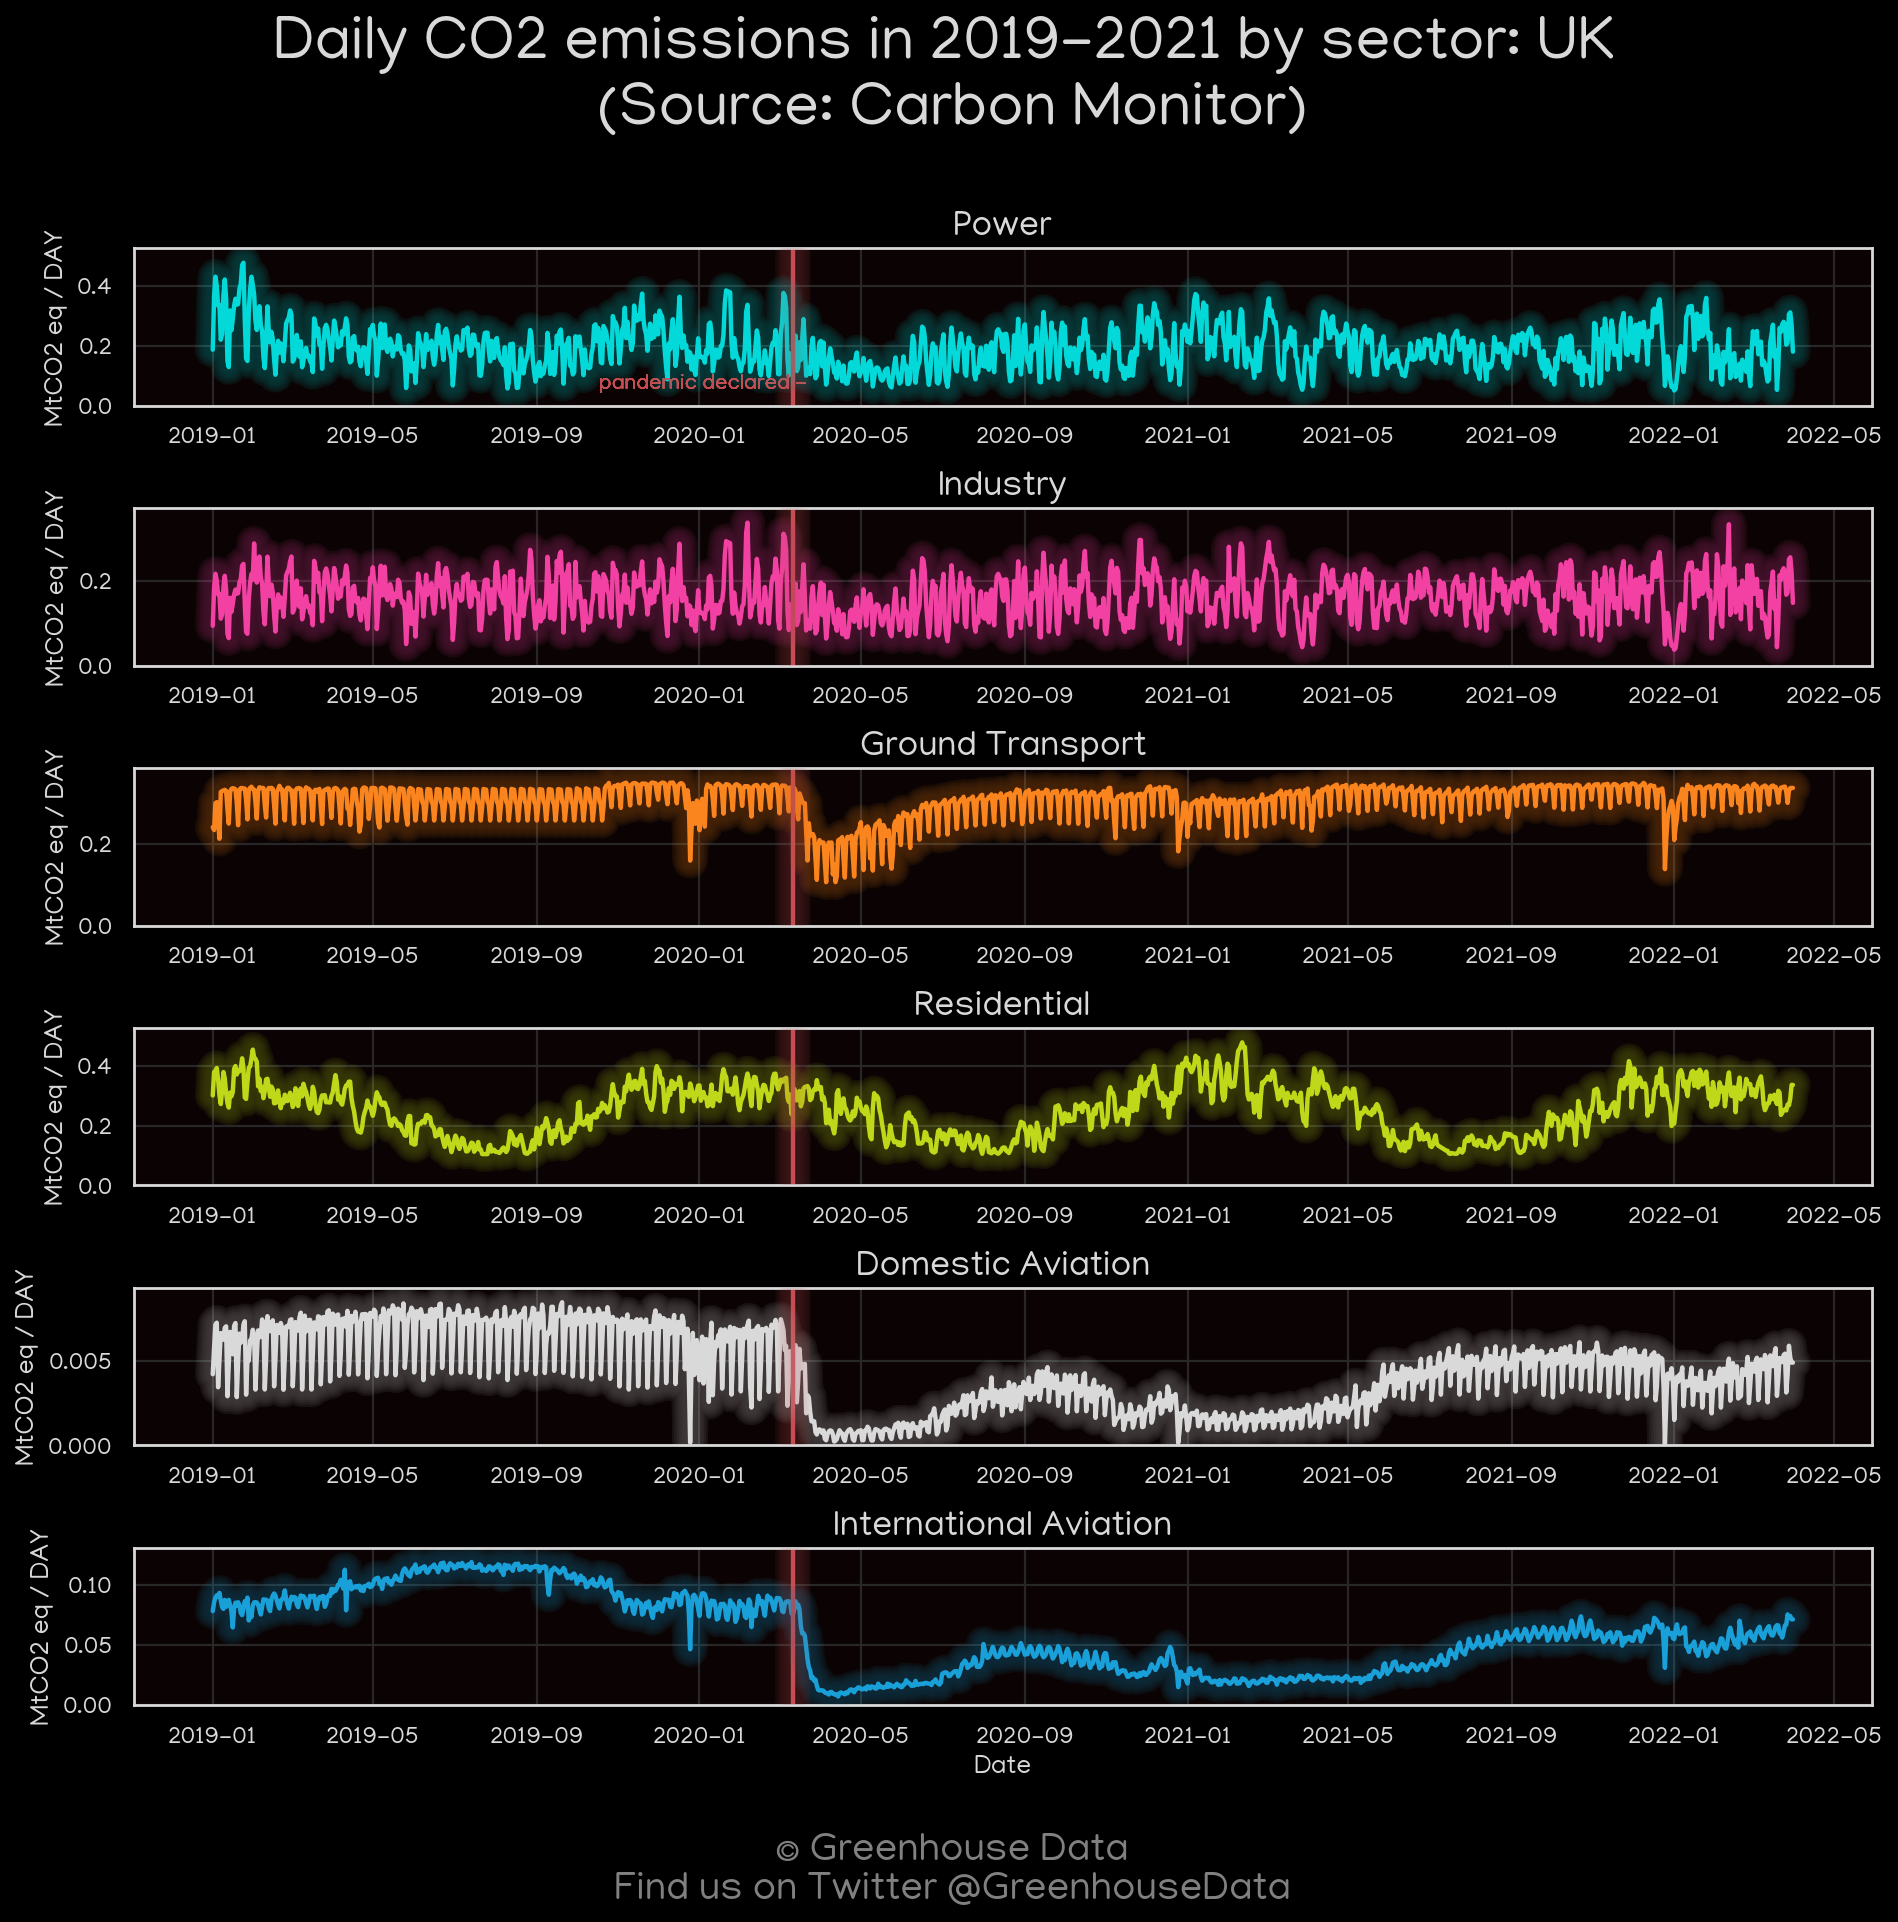 Daily CO2 emissions in 2019-2021 by sector: UK
(Source: Carbon Monitor)
Power
MtCO2 eq / DAY
0.4
0.2
0.0
pandemic declared
2019-01 2019-05 2019-09 2020-01 2020-05 2020-09 2021-01 2021-05 2021-09 2022-01 2022-05
Industry
MtCO2 eq / DAY
0.2
0.0
2019-01 2019-05 2019-09 2020-01 2020-05 2020-09 2021-01 2021-05 2021-09 2022-01 2022-05
Ground Transport
MtCO2 eq / DAY
0.2
0.0
2019-01 2019-05 2019-09 2020-01 2020-05 2020-09 2021-01 2021-05 2021-09 2022-01 2022-05
Residential
MtCO2 eq / DAY
0.4
0.2
0.0
2019-01 2019-05 2019-09 2020-01 2020-05 2020-09 2021-01 2021-05 2021-09 2022-01 2022-05
Domestic Aviation
MtCO2 eq / DAY
0.005
0.000
2019-01 2019-05 2019-09 2020-01 2020-05 2020-09 2021-01 2021-05 2021-09 2022-01 2022-05
International Aviation
MtCO2 eq / DAY
0.10
0.05
0.00
2019-01 2019-05 2019-09 2020-01 2020-05 2020-09 2021-01 2021-05 2021-09 2022-01 2022-05
Date
© Greenhouse Data
Find us on Twitter @GreenhouseData